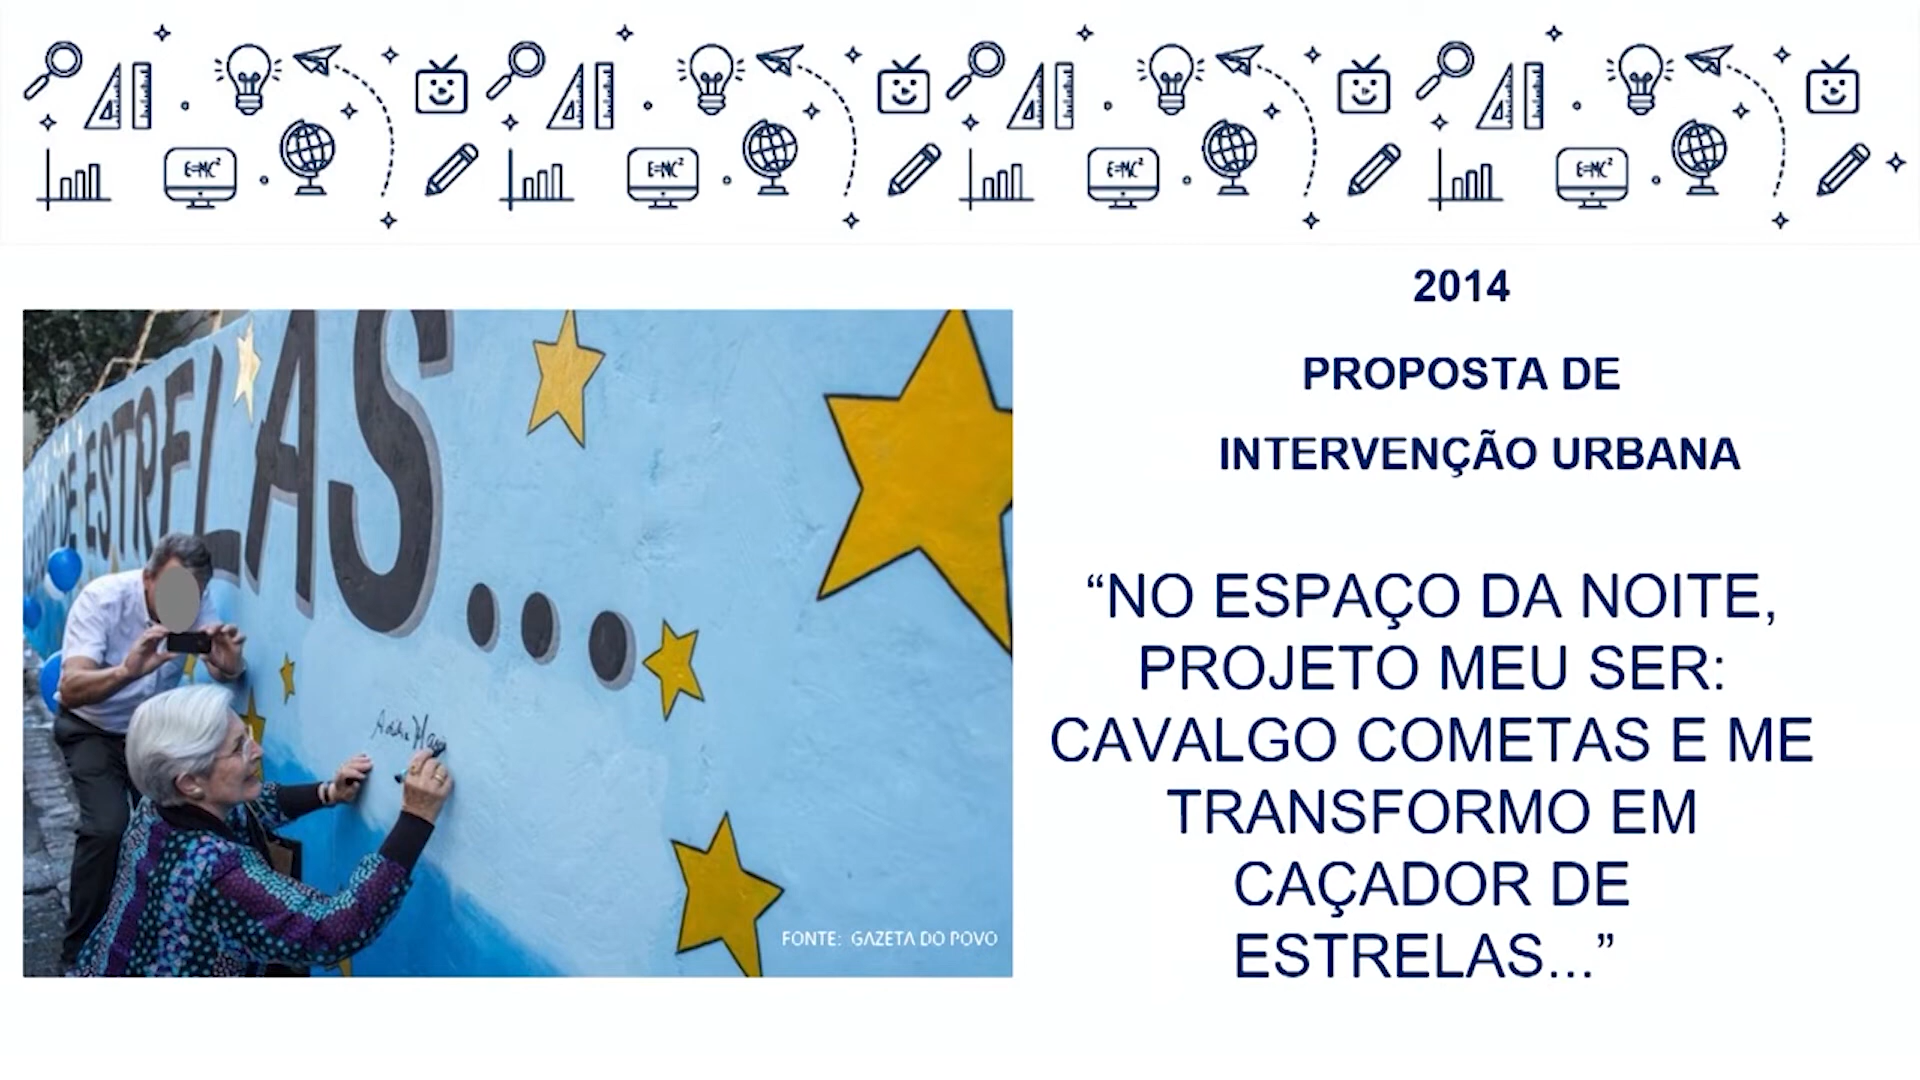 E=MC²
E=MC²
E=MC²
E=MC²
2014
PROPOSTA DE
INTERVENÇÃO URBANA
DE ESTRELAS...
FONTE: GAZETA DO POVO
“NO ESPAÇO DA NOITE,
PROJETO MEU SER:
CAVALGO COMETAS E ME
TRANSFORMO EM
CAÇADOR DE
ESTRELAS...”